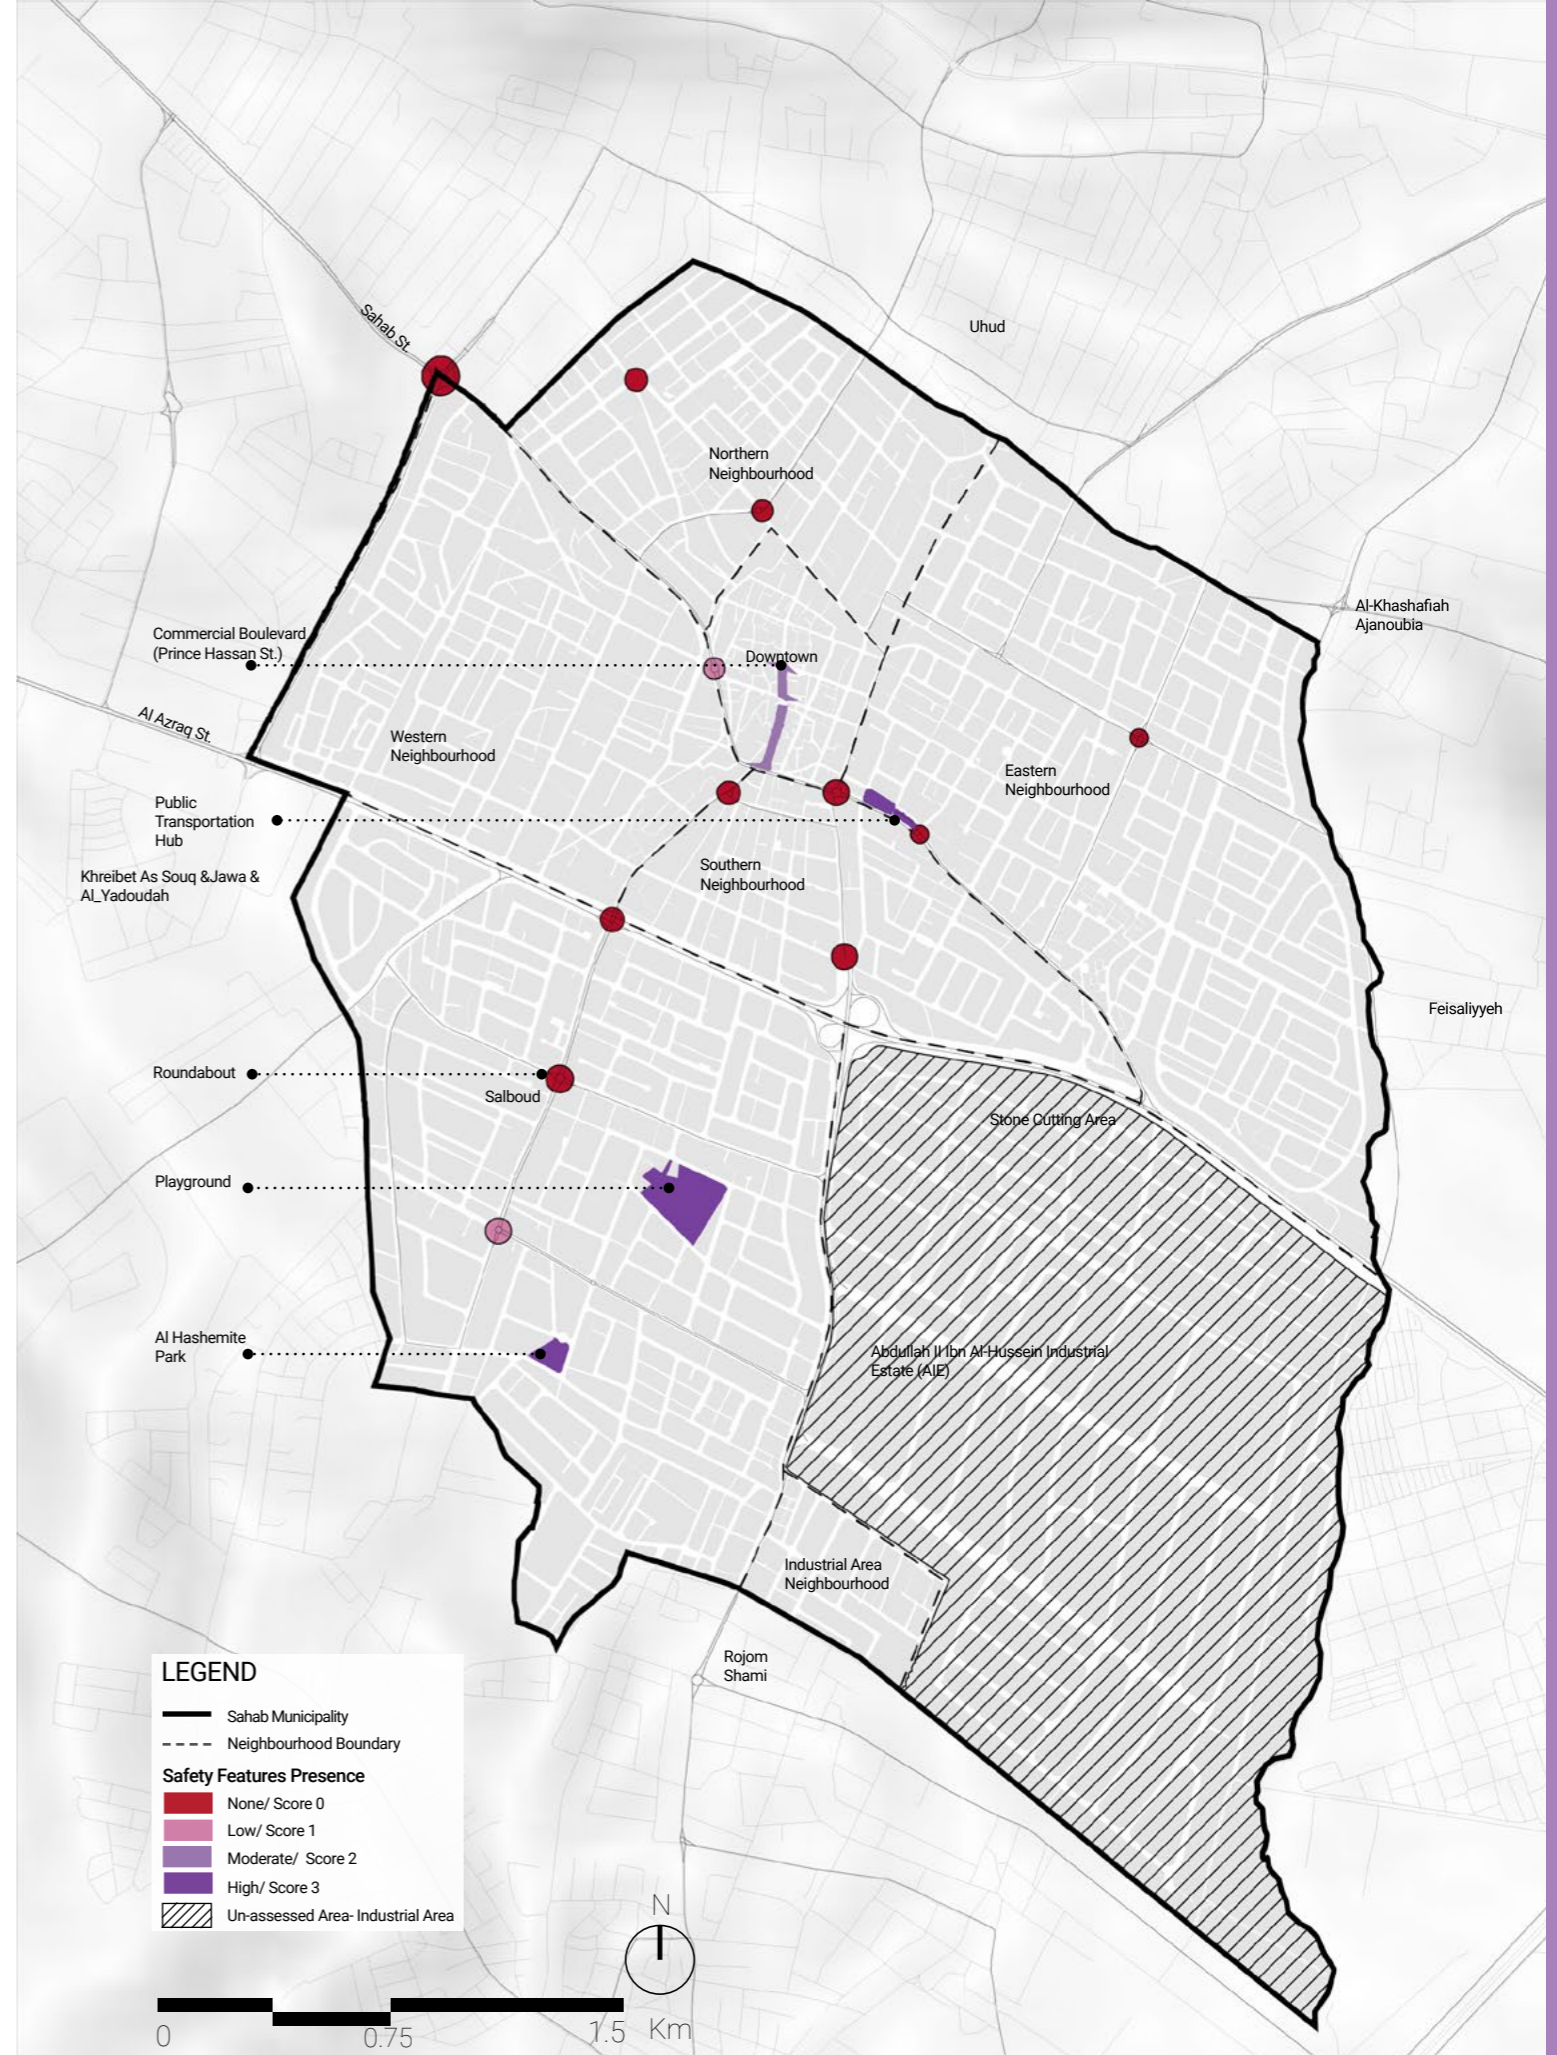 Sahab St.
Uhud
Northern
Neighbourhood
Al-Khashafiah
Ajanoubia
Commercial Boulevard
(Prince Hassan St.)
Downtown
Al Azraq St.
Western
Neighbourhood
Eastern
Neighbourhood
Public
Transportation
Hub
Southern
Neighbourhood
Khreibet As Souq &Jawa &
Al_Yadoudah
Feisaliyyeh
Roundabout
Salboud
Stone Cutting Area
Playground
Al Hashemite
Park
Abdullah II Ibn Al-Hussein Industrial
Estate (AIE)
Industrial Area
Neighbourhood
Rojom
Shami
LEGEND
Sahab Municipality
Neighbourhood Boundary
Safety Features Presence
None/ Score 0
Low/ Score 1
Moderate/ Score 2
High/ Score 3
Un-assessed Area- Industrial Area
N
0 0.75 1.5 Km